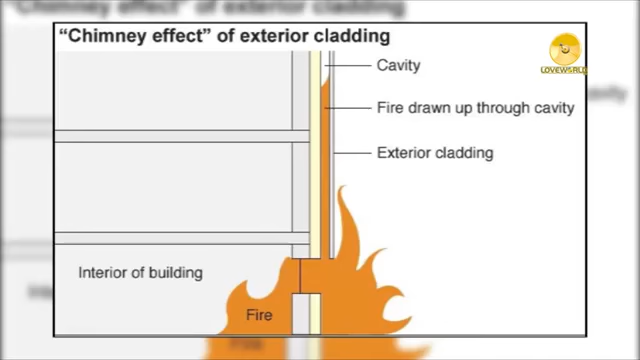 “Chimney effect” of exterior cladding
LOVEWORLD
Cavity
Fire drawn up through cavity
Exterior cladding
Interior of building
Fire